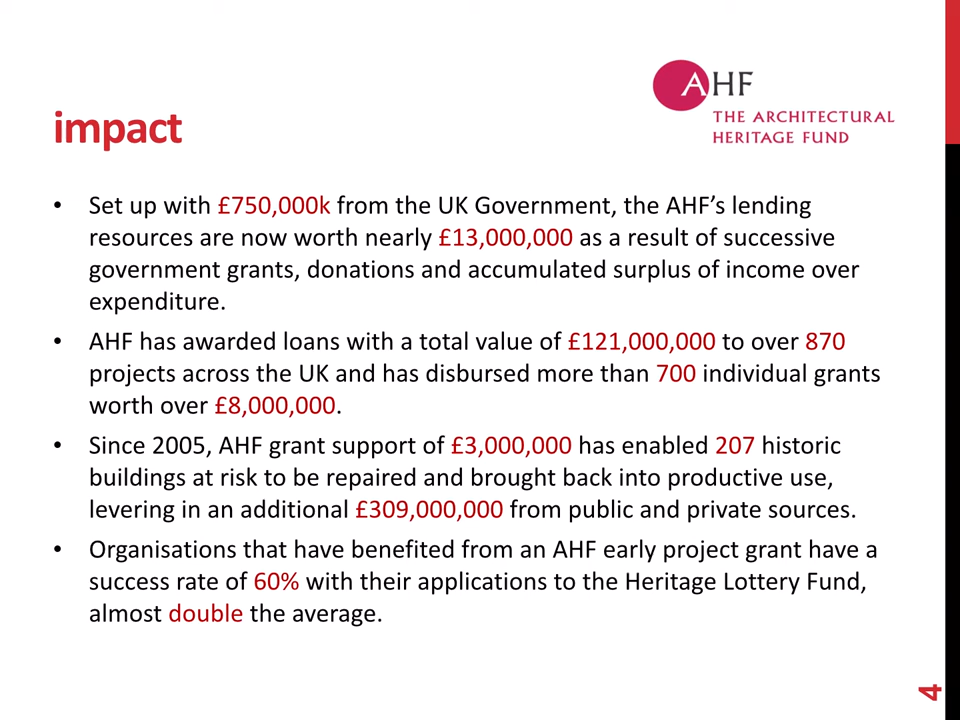 AHF
THE ARCHITECTURAL
HERITAGE FUND
impact
• Set up with £750,000k from the UK Government, the AHF’s lending
resources are now worth nearly £13,000,000 as a result of successive
government grants, donations and accumulated surplus of income over
expenditure.
• AHF has awarded loans with a total value of £121,000,000 to over 870
projects across the UK and has disbursed more than 700 individual grants
worth over £8,000,000.
• Since 2005, AHF grant support of £3,000,000 has enabled 207 historic
buildings at risk to be repaired and brought back into productive use,
levering in an additional £309,000,000 from public and private sources.
• Organisations that have benefited from an AHF early project grant have a
success rate of 60% with their applications to the Heritage Lottery Fund,
almost double the average.
4